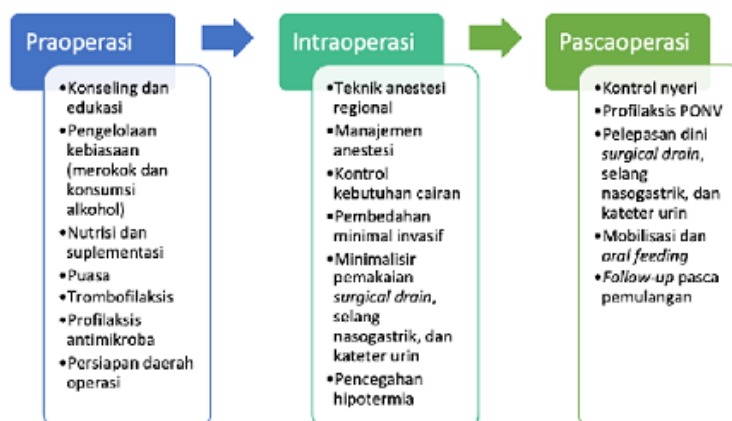 Praoperasi
•Konseling dan
edukasi
•Pengelolaan
kebiasaan
(merokok dan
konsumsi
alkohol)
•Nutrisi dan
suplementasi
•Puasa
•Trombofilaksis
•Profilaksis
antimikroba
•Persiapan daerah
operasi
Intraoperasi
•Teknik anestesi
regional
•Manajemen
anestesi
•Kontrol
kebutuhan cairan
•Pembedahan
minimal invasif
•Minimalisir
pemakaian
surgical drain,
selang
nasogastrik, dan
kateter urin
•Pencegahan
hipotermia
Pascaoperasi
•Kontrol nyeri
•Profilaksis PONV
•Pelepasan dini
surgical drain,
selang
nasogastrik, dan
kateter urin
•Mobilisasi dan
oral feeding
•Follow-up pasca
pemulangan